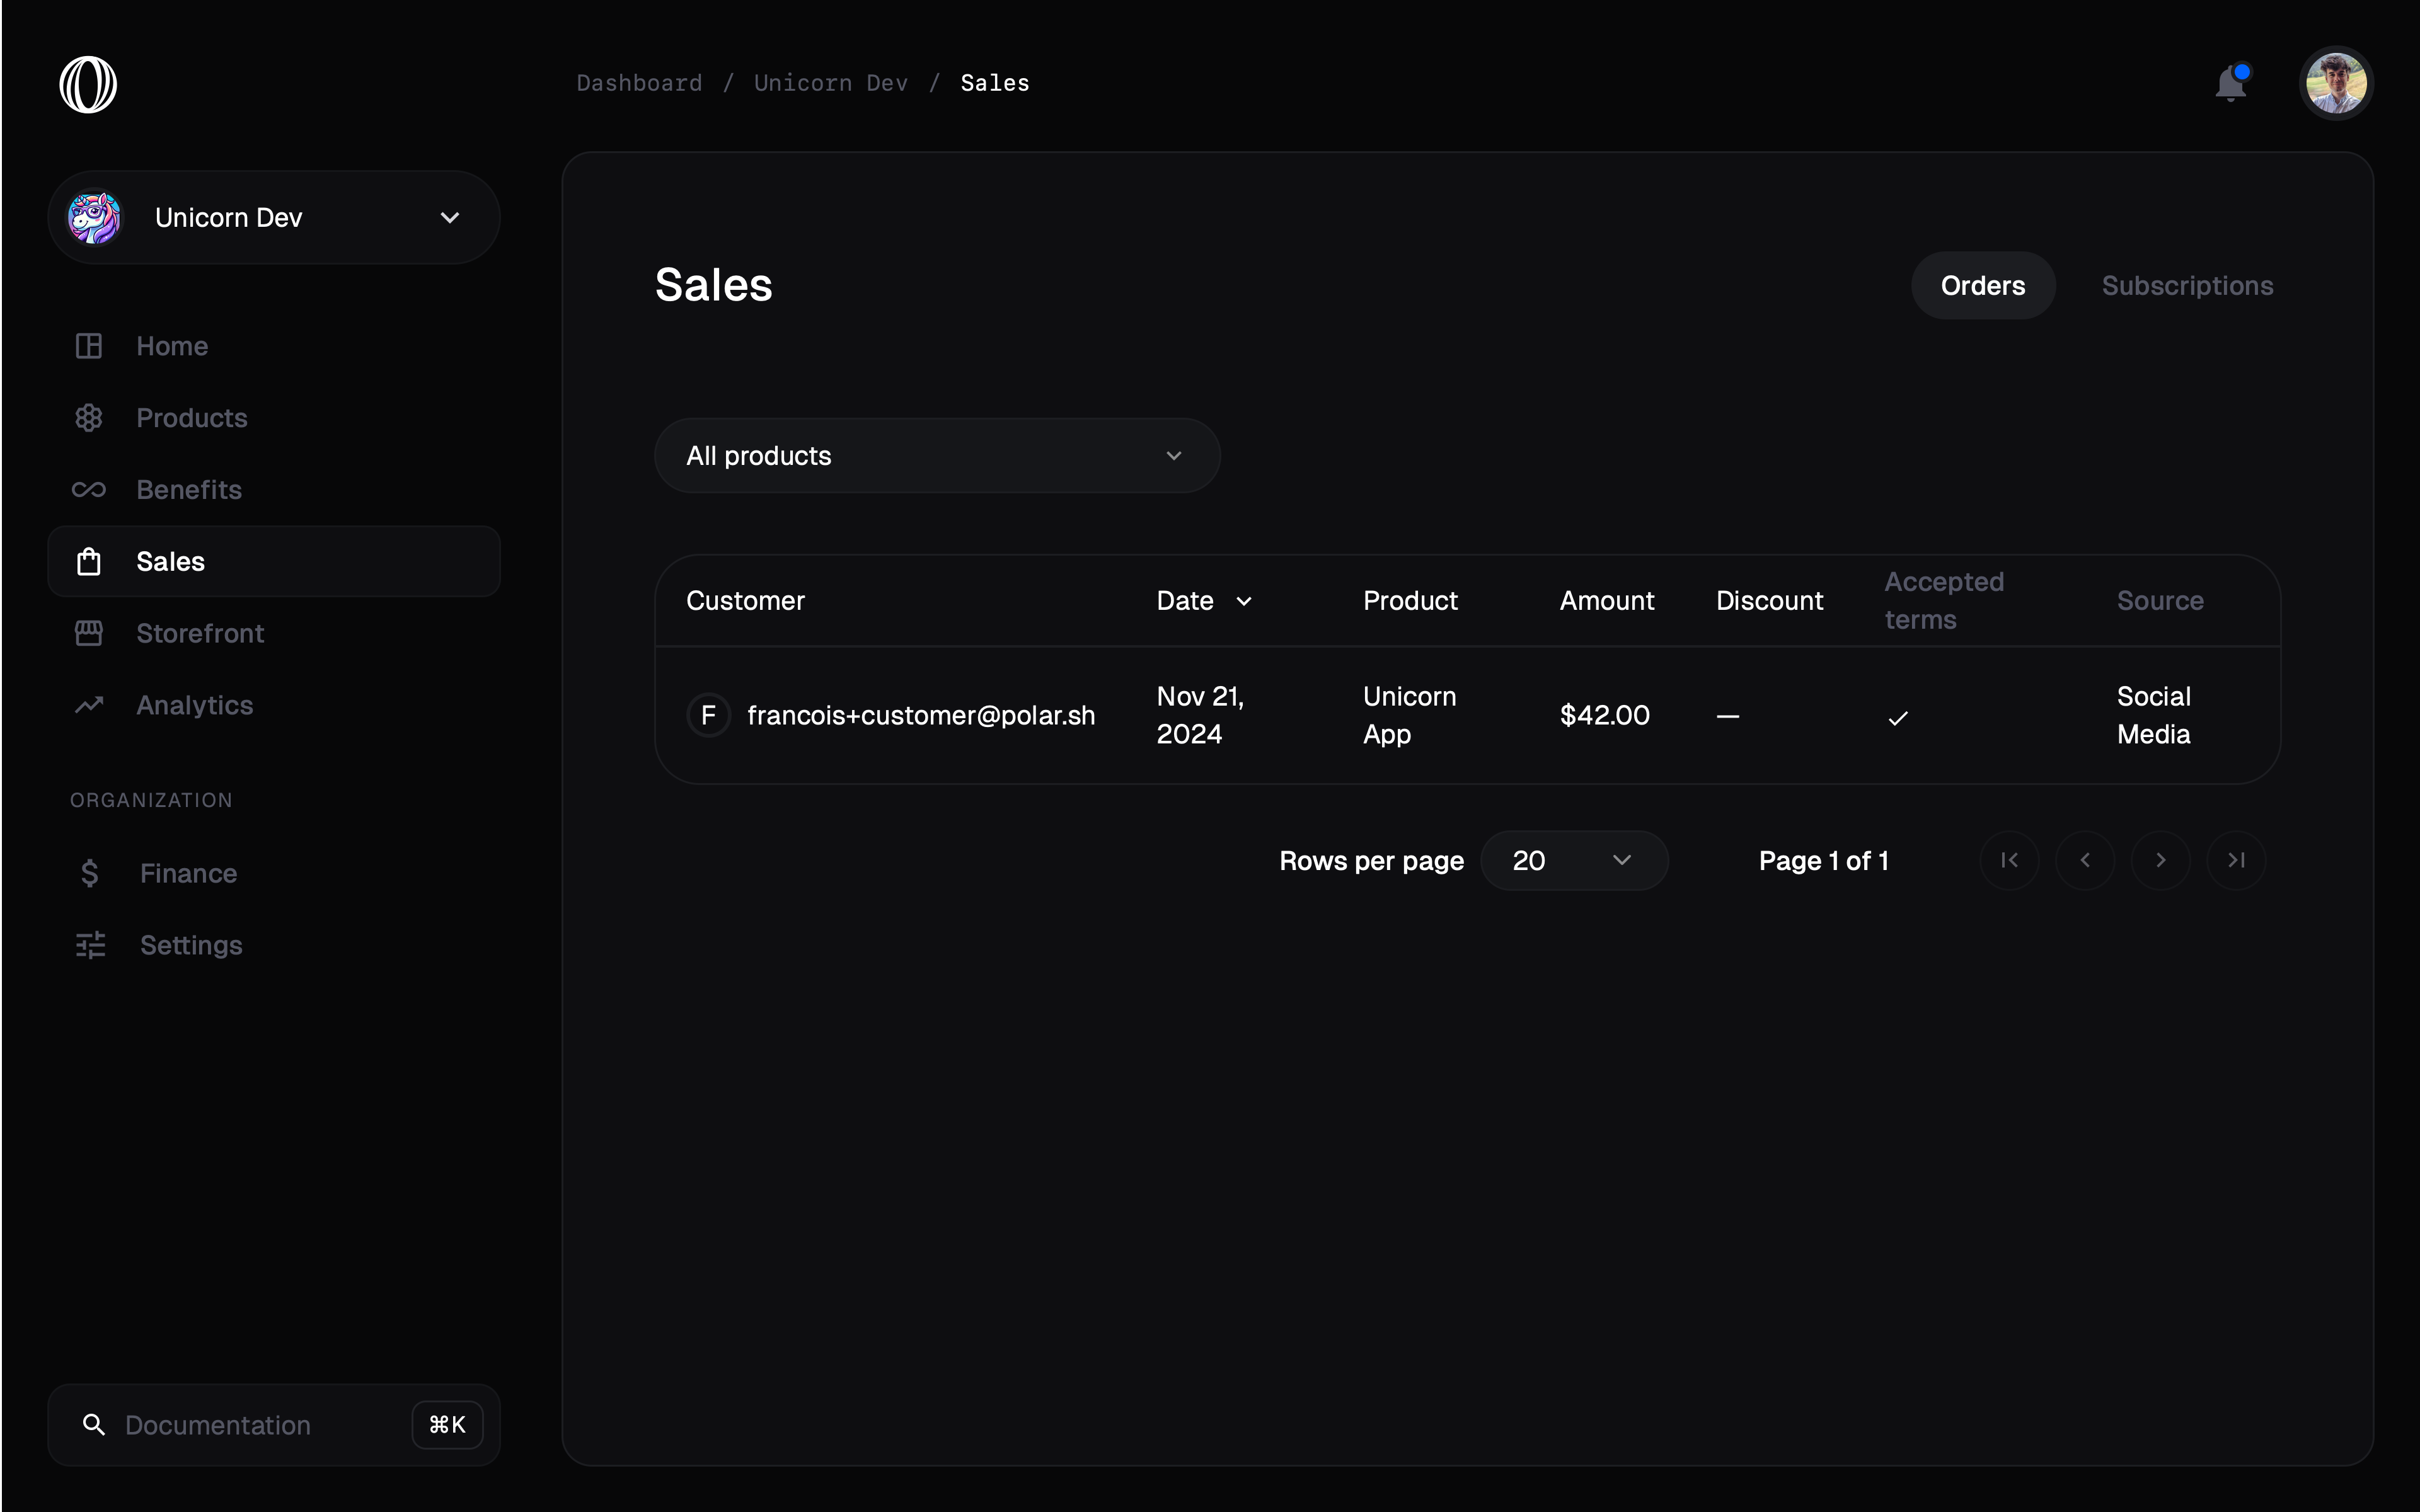 Dashboard / Unicorn Dev / Sales
Unicorn Dev
Home
Products
Benefits
Sales
Storefront
Analytics
ORGANIZATION
Finance
Settings
Documentation ⌘K
Sales
Orders Subscriptions
All products
Customer Date Product Amount Discount Accepted terms Source
F francois+customer@polar.sh Nov 21, 2024 Unicorn App $42.00 — ✓ Social Media
Rows per page 20 Page 1 of 1